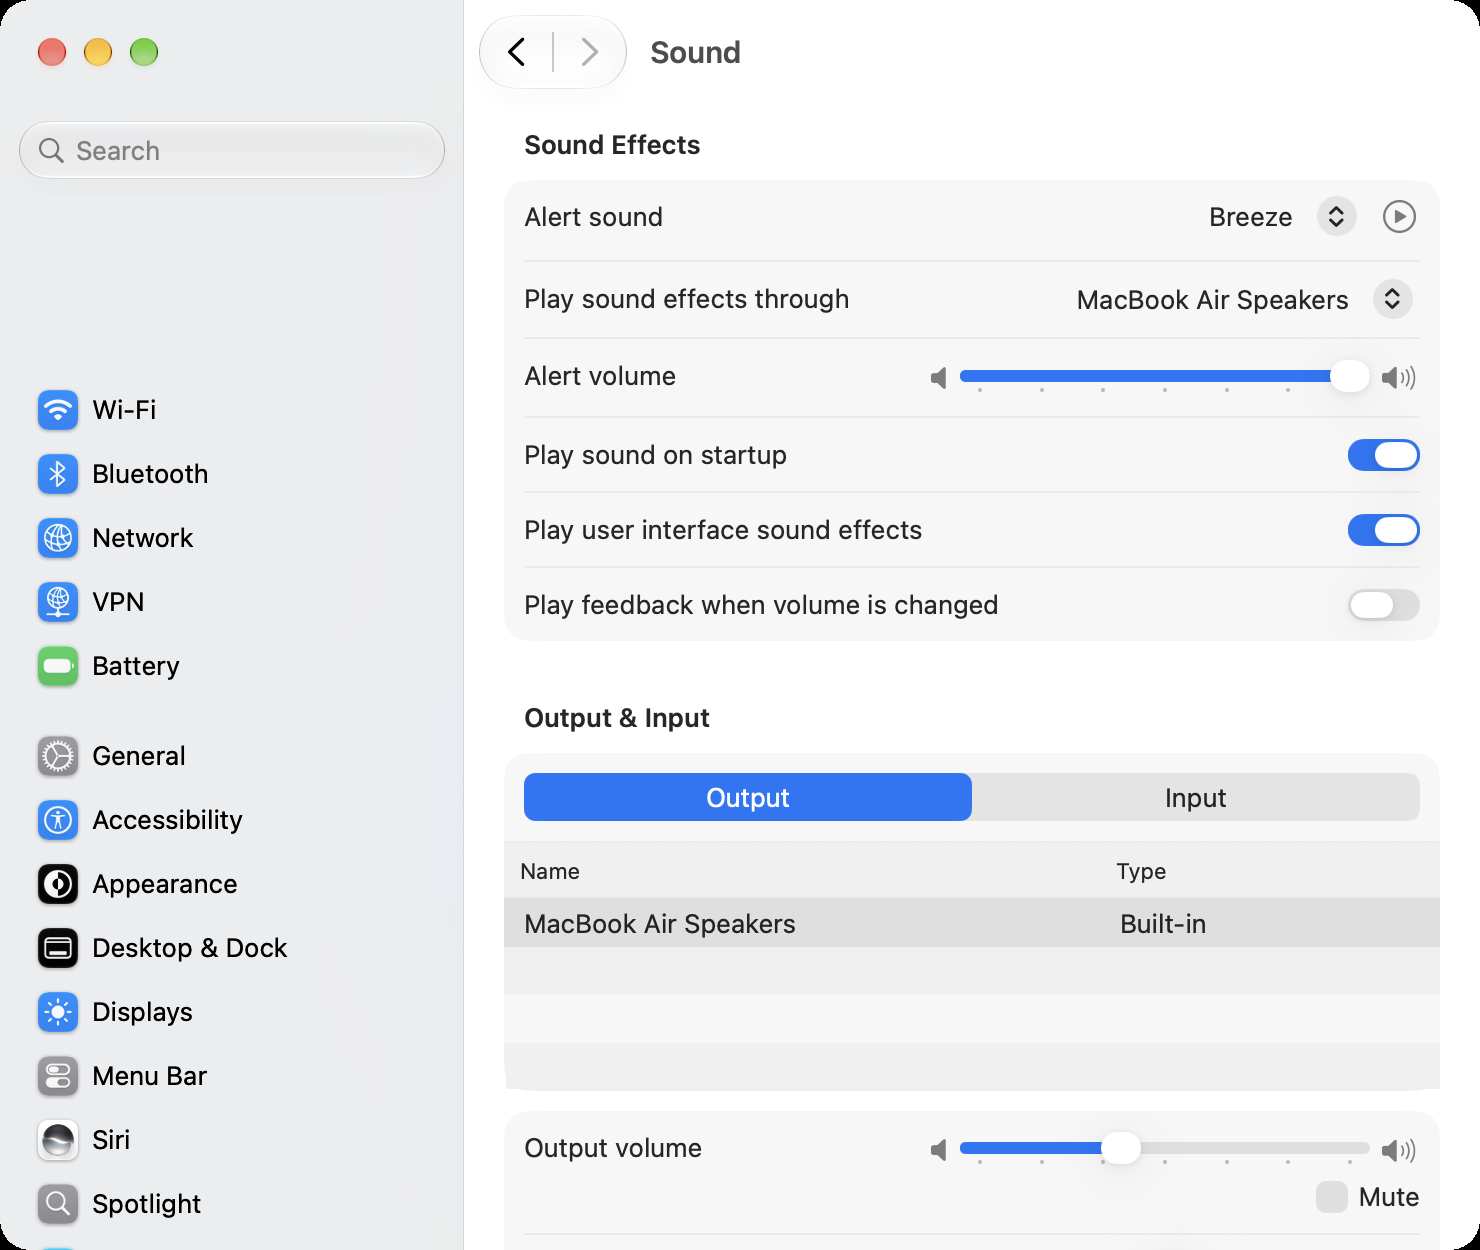 Search
Wi-Fi
Bluetooth
Network
VPN
Battery
General
Accessibility
Appearance
Desktop & Dock
Displays
Menu Bar
Siri
Spotlight
Sound
Sound Effects
Alert sound Breeze
Play sound effects through MacBook Air Speakers
Alert volume
Play sound on startup
Play user interface sound effects
Play feedback when volume is changed
Output & Input
Output Input
Name Type
MacBook Air Speakers Built-in
Output volume
Mute